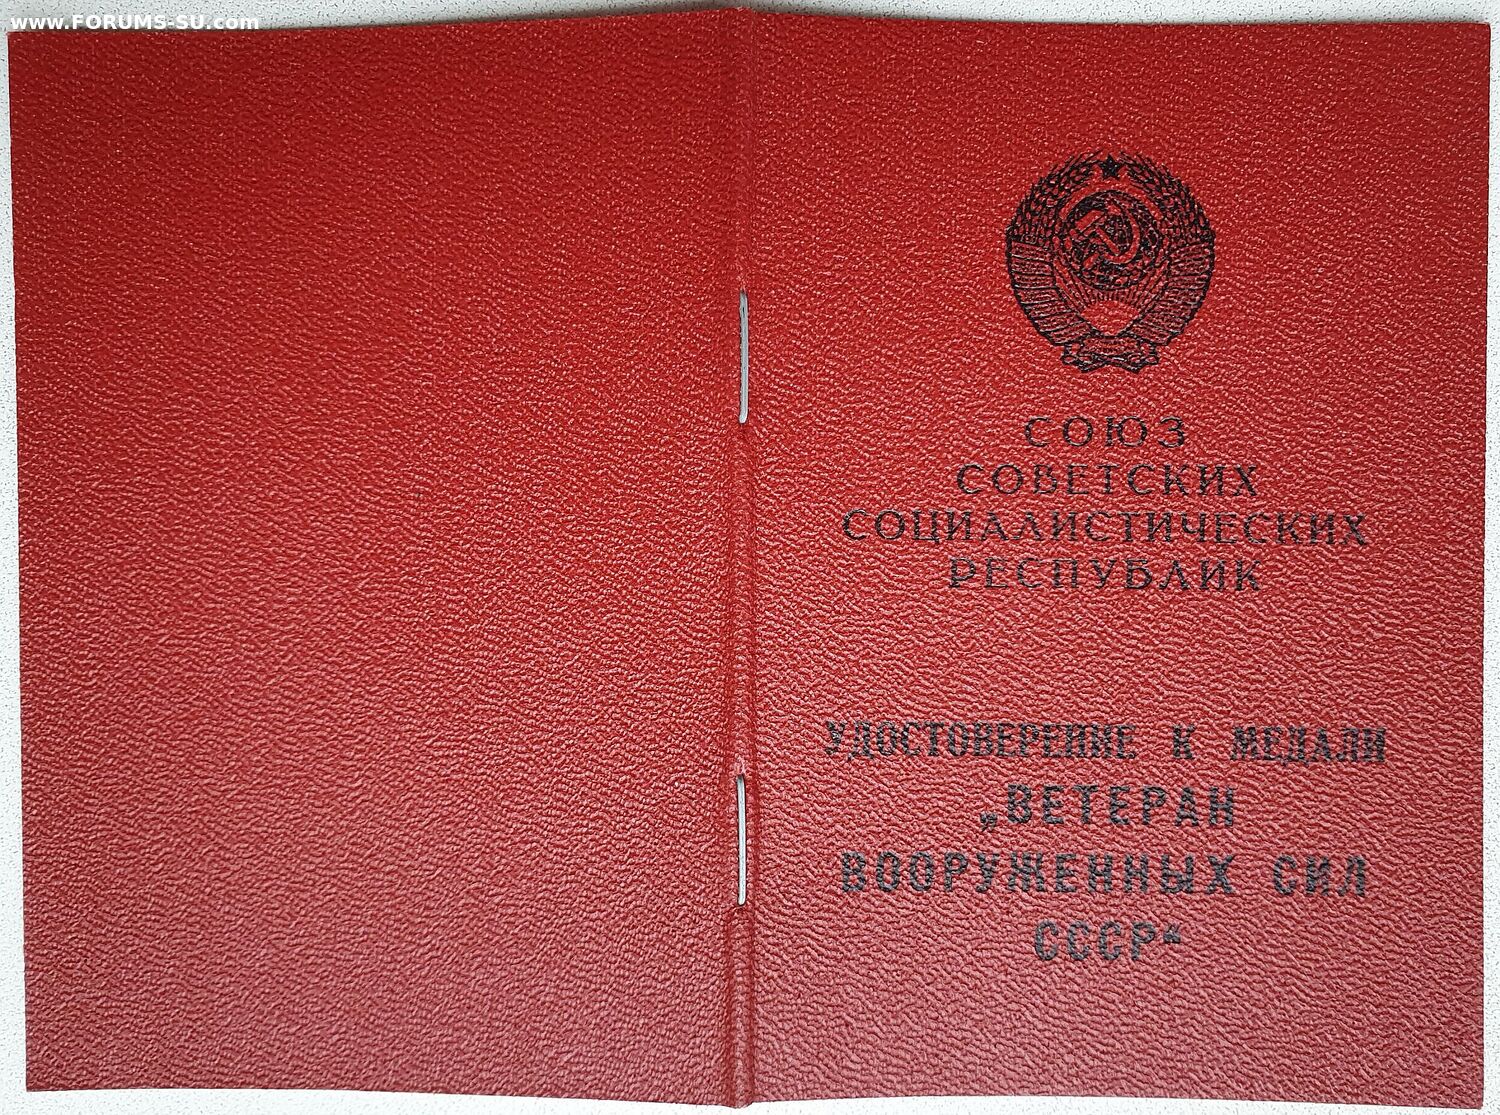 www.FORUMS-SU.com
СОЮЗ
СОВЕТСКИХ
СОЦИАЛИСТИЧЕСКИХ
РЕСПУБЛИК
УДОСТОВЕРЕНИЕ К МЕДАЛИ
„ВЕТЕРАН
ВООРУЖЕННЫХ СИЛ
СССР“